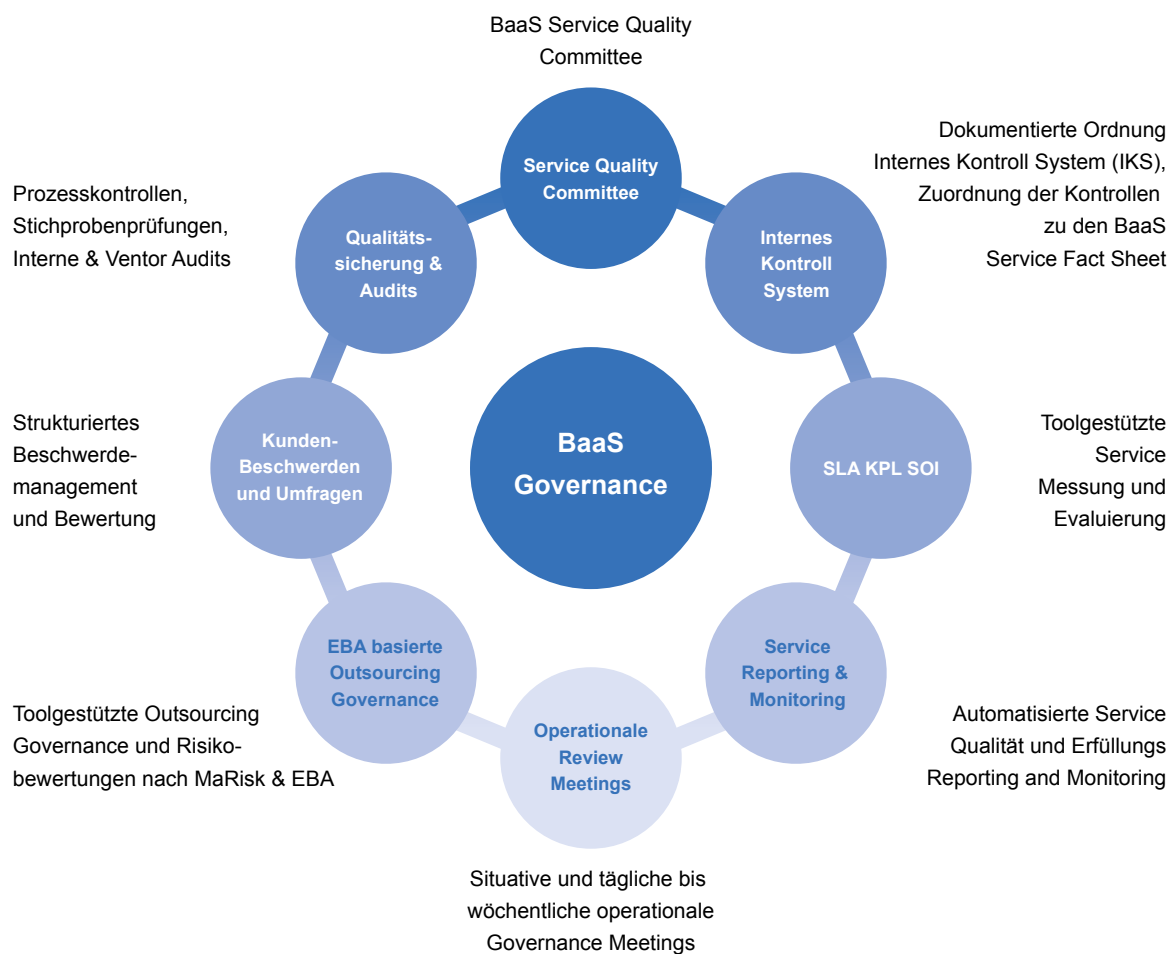 BaaS Service Quality
Committee
Service Quality
Committee
Dokumentierte Ordnung
Internes Kontroll System (IKS),
Zuordnung der Kontrollen
zu den BaaS
Service Fact Sheet
Internes
Kontroll
System
Prozesskontrollen,
Stichprobenprüfungen,
Interne & Ventor Audits
Qualitäts-
sicherung &
Audits
Strukturiertes
Beschwerde-
management
und Bewertung
Kunden-
Beschwerden
und Umfragen
BaaS
Governance
SLA KPL SOI
Toolgestützte
Service
Messung und
Evaluierung
EBA basierte
Outsourcing
Governance
Toolgestützte Outsourcing
Governance und Risiko-
bewertungen nach MaRisk & EBA
Operationale
Review
Meetings
Service
Reporting &
Monitoring
Automatisierte Service
Qualität und Erfüllungs
Reporting and Monitoring
Situative und tägliche bis
wöchentliche operationale
Governance Meetings